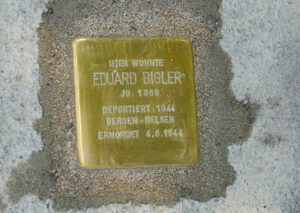 HIER WOHNTE
EDUARD BIGLER
JG. 1888
DEPORTIERT 1944
BERGEN-BELSEN
ERMORDET 4.6.1944